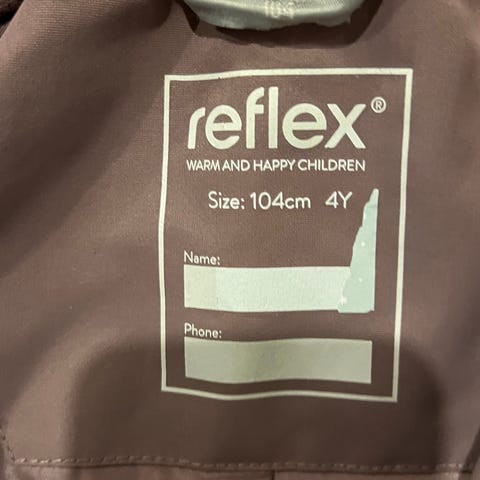 reflex®
WARM AND HAPPY CHILDREN
Size: 104cm 4Y
Name:
Phone: